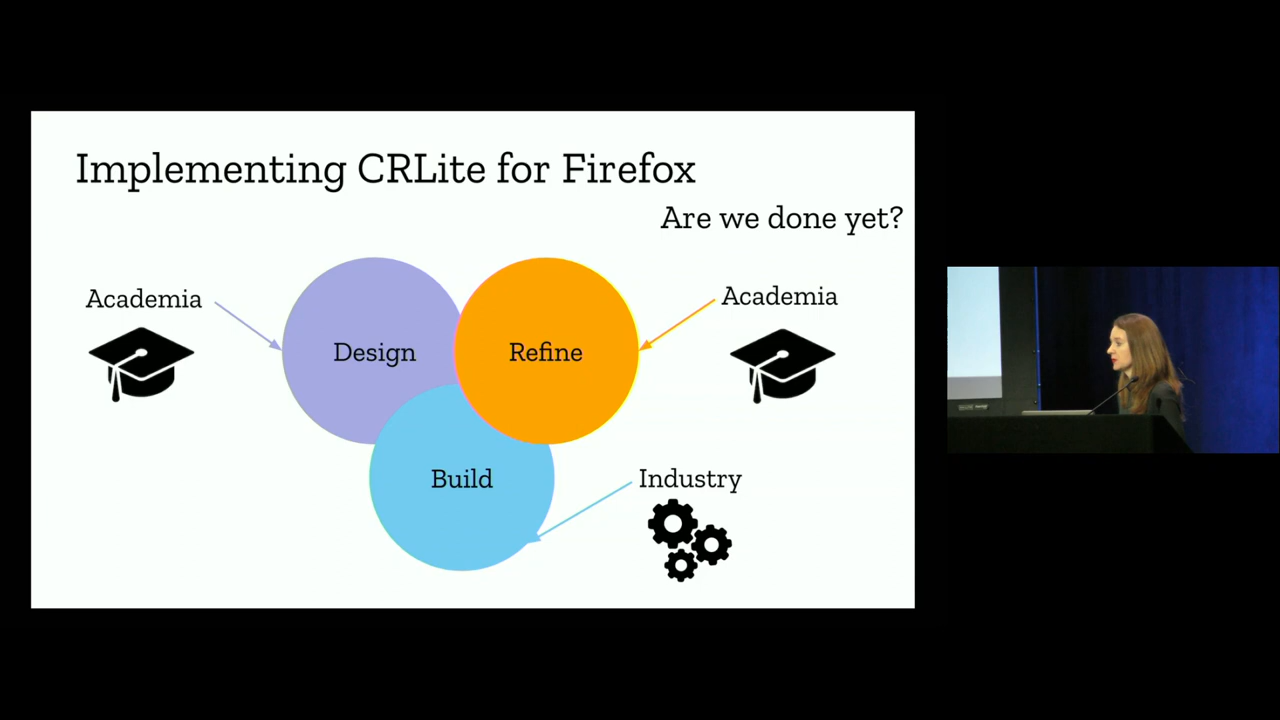 Implementing CRLite for Firefox
Are we done yet?
Academia
Academia
Design
Refine
Build
Industry